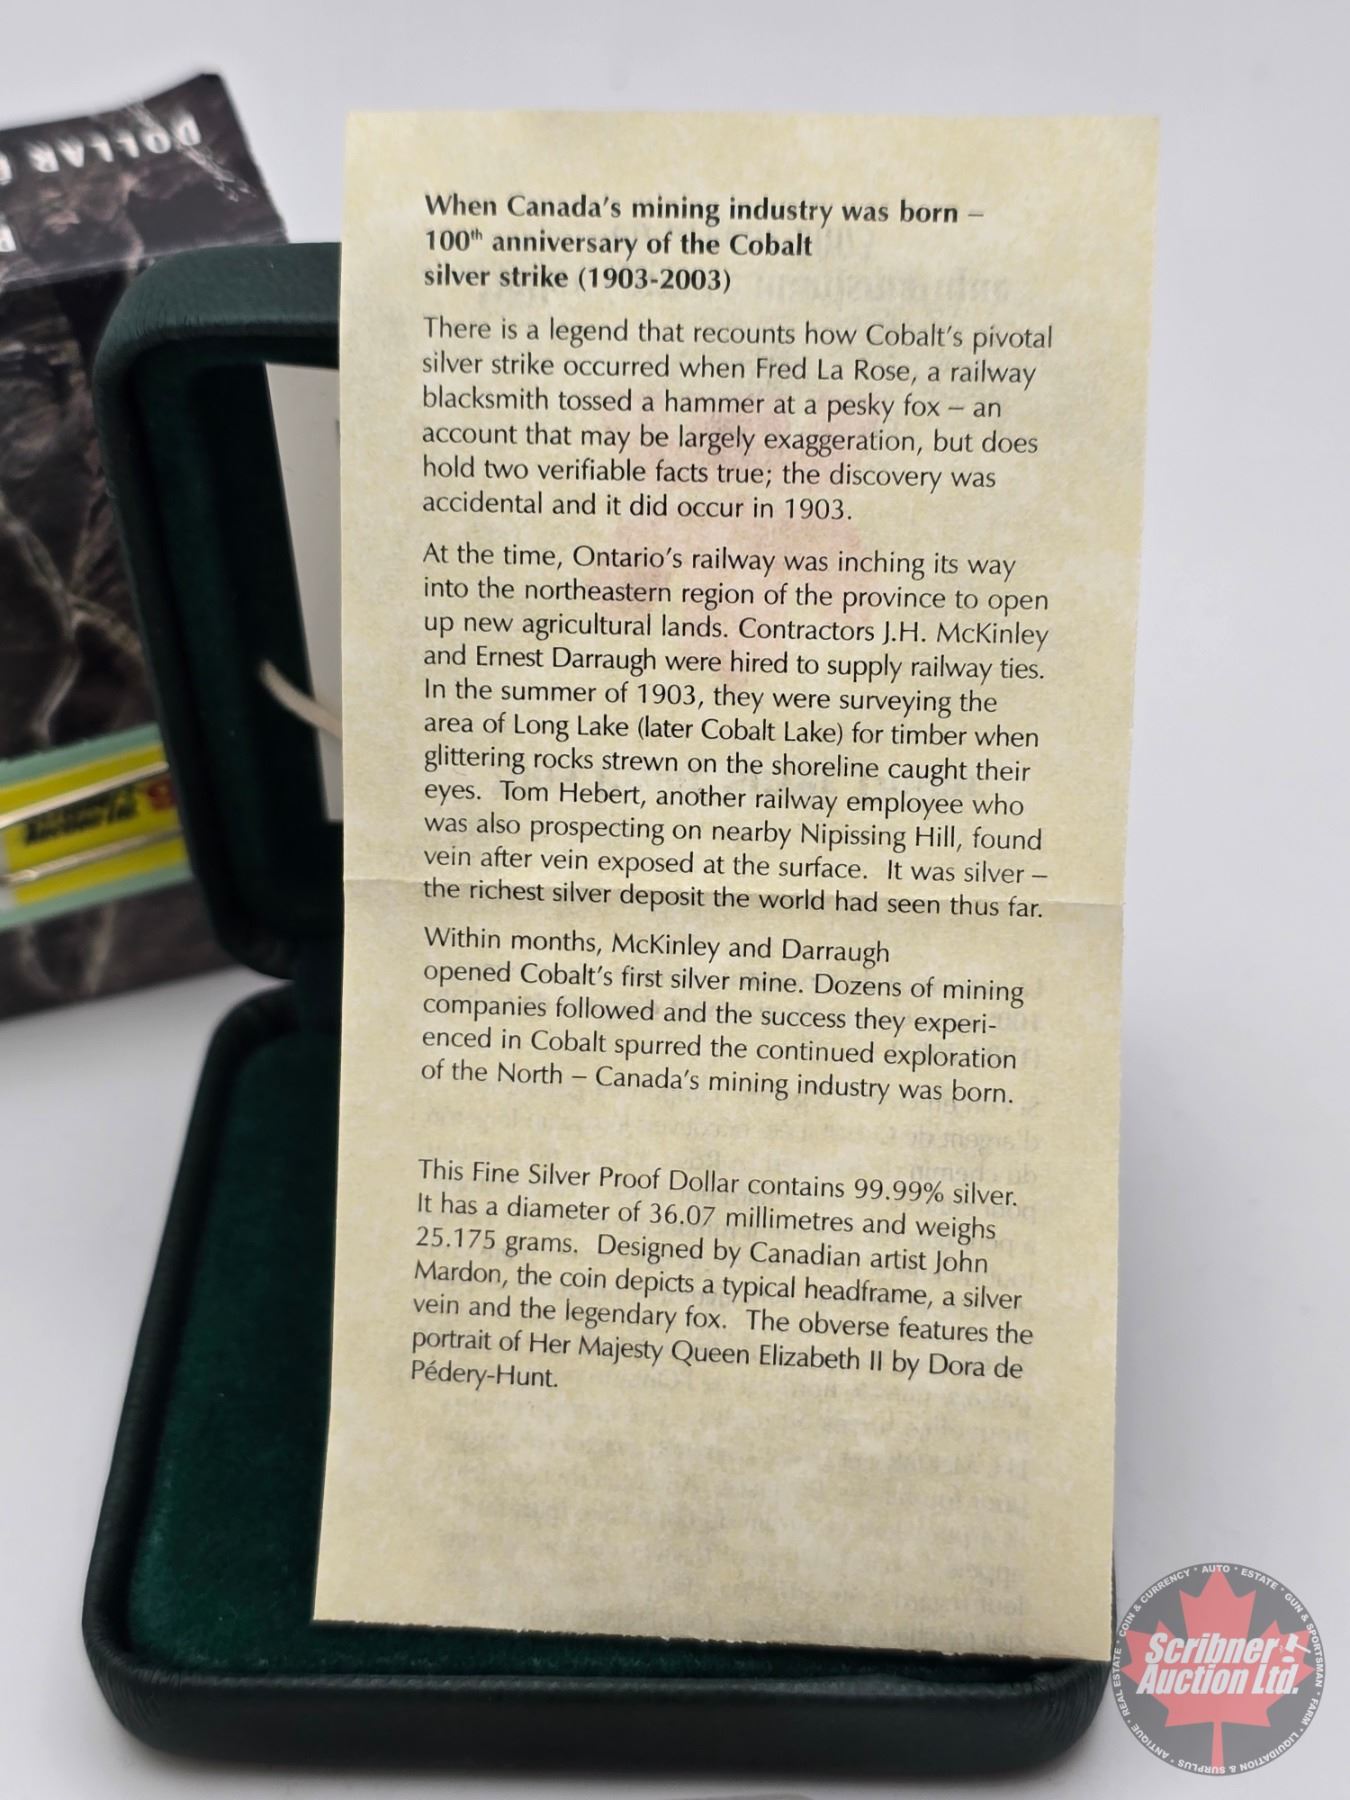 DOLLAR
When Canada's mining industry was born –
100th anniversary of the Cobalt
silver strike (1903-2003)
There is a legend that recounts how Cobalt's pivotal
silver strike occurred when Fred La Rose, a railway
blacksmith tossed a hammer at a pesky fox – an
account that may be largely exaggeration, but does
hold two verifiable facts true; the discovery was
accidental and it did occur in 1903.
At the time, Ontario's railway was inching its way
into the northeastern region of the province to open
up new agricultural lands. Contractors J.H. McKinley
and Ernest Darraugh were hired to supply railway ties.
In the summer of 1903, they were surveying the
area of Long Lake (later Cobalt Lake) for timber when
glittering rocks strewn on the shoreline caught their
eyes. Tom Hebert, another railway employee who
was also prospecting on nearby Nipissing Hill, found
vein after vein exposed at the surface. It was silver –
the richest silver deposit the world had seen thus far.
Within months, McKinley and Darraugh
opened Cobalt's first silver mine. Dozens of mining
companies followed and the success they experi-
enced in Cobalt spurred the continued exploration
of the North – Canada's mining industry was born.
This Fine Silver Proof Dollar contains 99.99% silver.
It has a diameter of 36.07 millimetres and weighs
25.175 grams. Designed by Canadian artist John
Mardon, the coin depicts a typical headframe, a silver
vein and the legendary fox. The obverse features the
portrait of Her Majesty Queen Elizabeth II by Dora de
Pédery-Hunt.
Scribner
Auction Ltd.
COIN & CURRENCY · AUTO · ESTATE · GUN & SPORTSMAN · FARM · LIQUIDATION & SURPLUS · ANTIQUE · REAL ESTATE